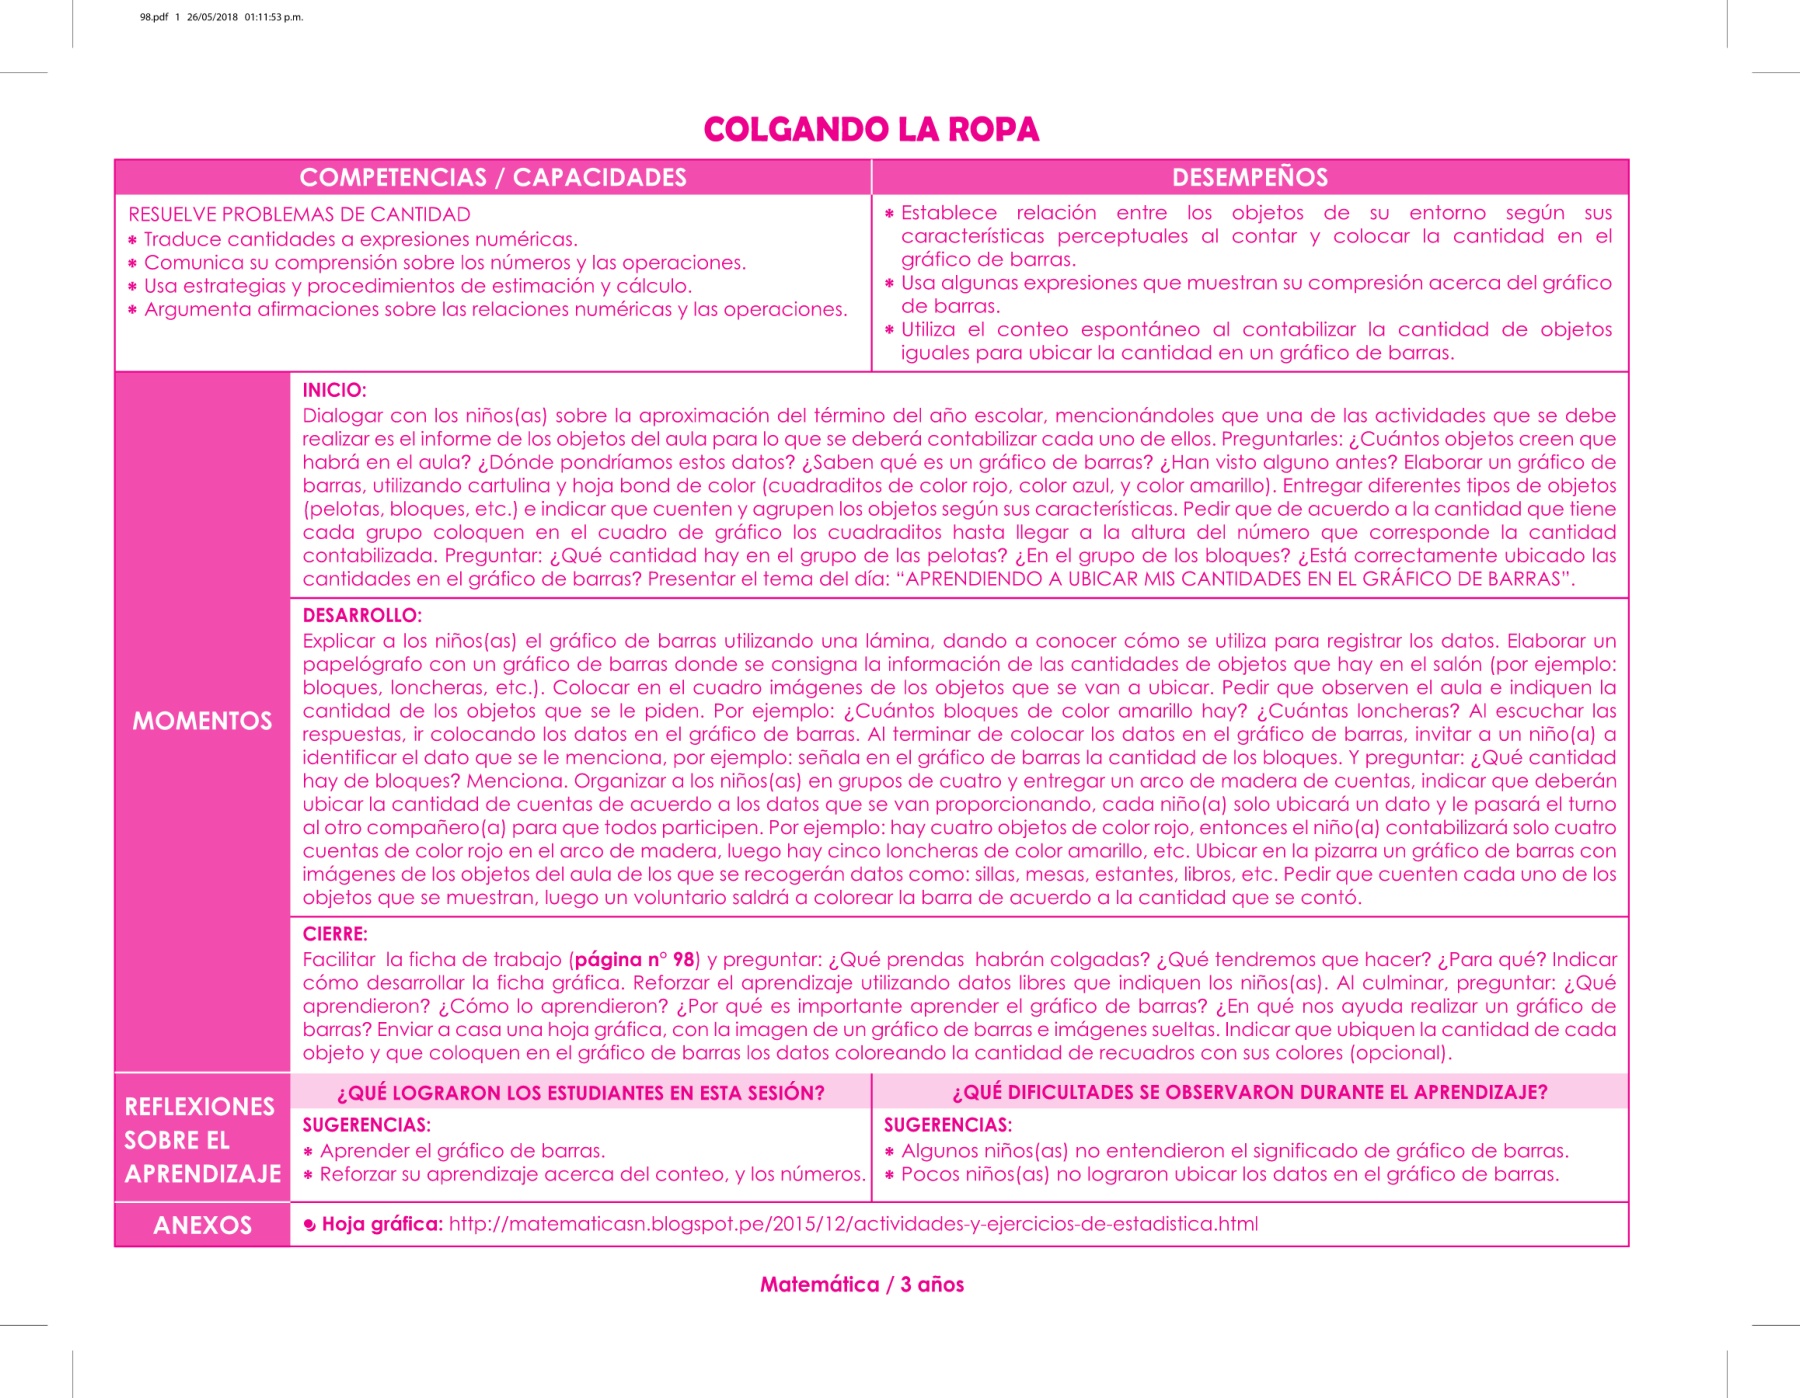 98.pdf 1 26/05/2018 01:11:53 p.m.
COLGANDO LA ROPA
COMPETENCIAS / CAPACIDADES
RESUELVE PROBLEMAS DE CANTIDAD
* Traduce cantidades a expresiones numéricas.
* Comunica su comprensión sobre los números y las operaciones.
* Usa estrategias y procedimientos de estimación y cálculo.
* Argumenta afirmaciones sobre las relaciones numéricas y las operaciones.
DESEMPEÑOS
* Establece relación entre los objetos de su entorno según sus
características perceptuales al contar y colocar la cantidad en el
gráfico de barras.
* Usa algunas expresiones que muestran su compresión acerca del gráfico
de barras.
* Utiliza el conteo espontáneo al contabilizar la cantidad de objetos
iguales para ubicar la cantidad en un gráfico de barras.
MOMENTOS
INICIO:
Dialogar con los niños(as) sobre la aproximación del término del año escolar, mencionándoles que una de las actividades que se debe
realizar es el informe de los objetos del aula para lo que se deberá contabilizar cada uno de ellos. Preguntarles: ¿Cuántos objetos creen que
habrá en el aula? ¿Dónde pondríamos estos datos? ¿Saben qué es un gráfico de barras? ¿Han visto alguno antes? Elaborar un gráfico de
barras, utilizando cartulina y hoja bond de color (cuadraditos de color rojo, color azul, y color amarillo). Entregar diferentes tipos de objetos
(pelotas, bloques, etc.) e indicar que cuenten y agrupen los objetos según sus características. Pedir que de acuerdo a la cantidad que tiene
cada grupo coloquen en el cuadro de gráfico los cuadraditos hasta llegar a la altura del número que corresponde la cantidad
contabilizada. Preguntar: ¿Qué cantidad hay en el grupo de las pelotas? ¿En el grupo de los bloques? ¿Está correctamente ubicado las
cantidades en el gráfico de barras? Presentar el tema del día: “APRENDIENDO A UBICAR MIS CANTIDADES EN EL GRÁFICO DE BARRAS”.
DESARROLLO:
Explicar a los niños(as) el gráfico de barras utilizando una lámina, dando a conocer cómo se utiliza para registrar los datos. Elaborar un
papelógrafo con un gráfico de barras donde se consigna la información de las cantidades de objetos que hay en el salón (por ejemplo:
bloques, loncheras, etc.). Colocar en el cuadro imágenes de los objetos que se van a ubicar. Pedir que observen el aula e indiquen la
cantidad de los objetos que se le piden. Por ejemplo: ¿Cuántos bloques de color amarillo hay? ¿Cuántas loncheras? Al escuchar las
respuestas, ir colocando los datos en el gráfico de barras. Al terminar de colocar los datos en el gráfico de barras, invitar a un niño(a) a
identificar el dato que se le menciona, por ejemplo: señala en el gráfico de barras la cantidad de los bloques. Y preguntar: ¿Qué cantidad
hay de bloques? Menciona. Organizar a los niños(as) en grupos de cuatro y entregar un arco de madera de cuentas, indicar que deberán
ubicar la cantidad de cuentas de acuerdo a los datos que se van proporcionando, cada niño(a) solo ubicará un dato y le pasará el turno
al otro compañero(a) para que todos participen. Por ejemplo: hay cuatro objetos de color rojo, entonces el niño(a) contabilizará solo cuatro
cuentas de color rojo en el arco de madera, luego hay cinco loncheras de color amarillo, etc. Ubicar en la pizarra un gráfico de barras con
imágenes de los objetos del aula de los que se recogerán datos como: sillas, mesas, estantes, libros, etc. Pedir que cuenten cada uno de los
objetos que se muestran, luego un voluntario saldrá a colorear la barra de acuerdo a la cantidad que se contó.
CIERRE:
Facilitar la ficha de trabajo (página n° 98) y preguntar: ¿Qué prendas habrán colgadas? ¿Qué tendremos que hacer? ¿Para qué? Indicar
cómo desarrollar la ficha gráfica. Reforzar el aprendizaje utilizando datos libres que indiquen los niños(as). Al culminar, preguntar: ¿Qué
aprendieron? ¿Cómo lo aprendieron? ¿Por qué es importante aprender el gráfico de barras? ¿En qué nos ayuda realizar un gráfico de
barras? Enviar a casa una hoja gráfica, con la imagen de un gráfico de barras e imágenes sueltas. Indicar que ubiquen la cantidad de cada
objeto y que coloquen en el gráfico de barras los datos coloreando la cantidad de recuadros con sus colores (opcional).
REFLEXIONES
SOBRE EL
APRENDIZAJE
¿QUÉ LOGRARON LOS ESTUDIANTES EN ESTA SESIÓN?
SUGERENCIAS:
* Aprender el gráfico de barras.
* Reforzar su aprendizaje acerca del conteo, y los números.
¿QUÉ DIFICULTADES SE OBSERVARON DURANTE EL APRENDIZAJE?
SUGERENCIAS:
* Algunos niños(as) no entendieron el significado de gráfico de barras.
* Pocos niños(as) no lograron ubicar los datos en el gráfico de barras.
ANEXOS
Hoja gráfica: http://matematicasn.blogspot.pe/2015/12/actividades-y-ejercicios-de-estadistica.html
Matemática / 3 años